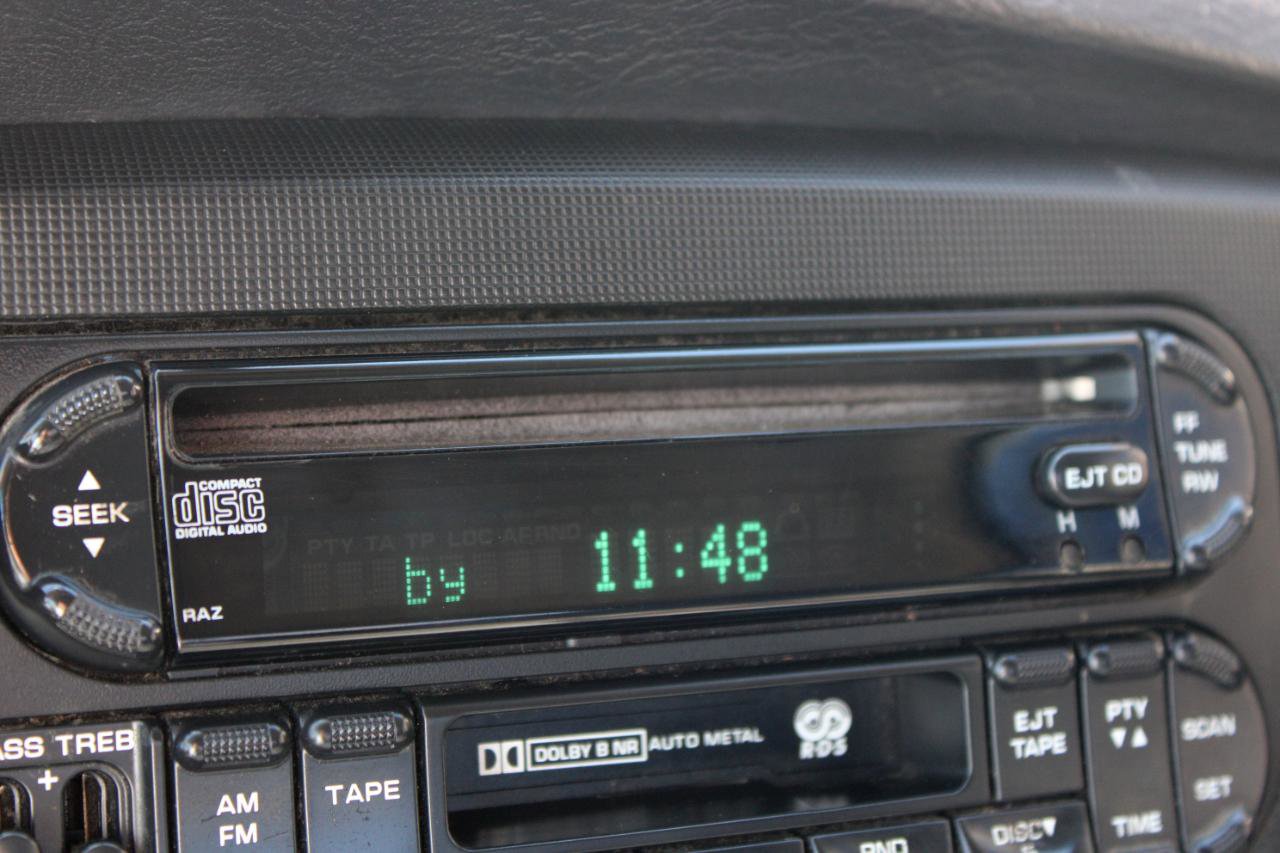 SEEK
COMPACT
disc
DIGITAL AUDIO
RAZ
PTY TA TP LOC AF RND
by 11:48
EJT CD
H M
FF
TUNE
RW
ASS TREB
+
AM
FM
TAPE
DOLBY B NR AUTO METAL
R·D·S
EJT
TAPE
PTY
TIME
SCAN
SET
RND
DISC